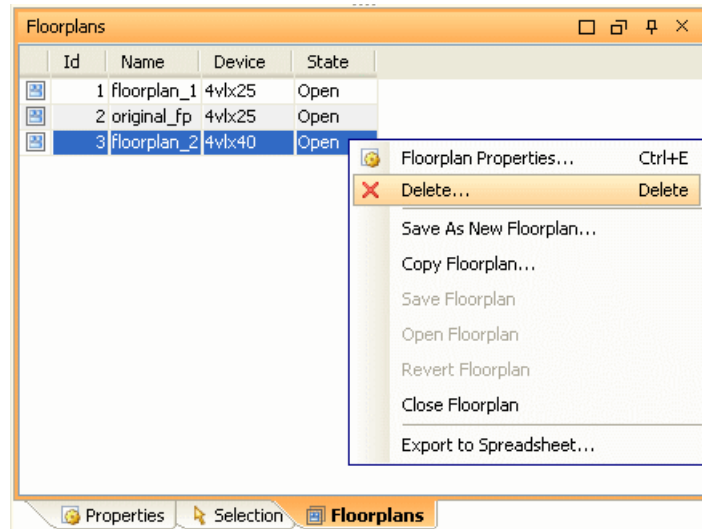 Floorplans
Id Name Device State
1 floorplan_1 4vlx25 Open
2 original_fp 4vlx25 Open
3 floorplan_2 4vlx40 Open
Floorplan Properties... Ctrl+E
Delete... Delete
Save As New Floorplan...
Copy Floorplan...
Save Floorplan
Open Floorplan
Revert Floorplan
Close Floorplan
Export to Spreadsheet...
Properties Selection Floorplans